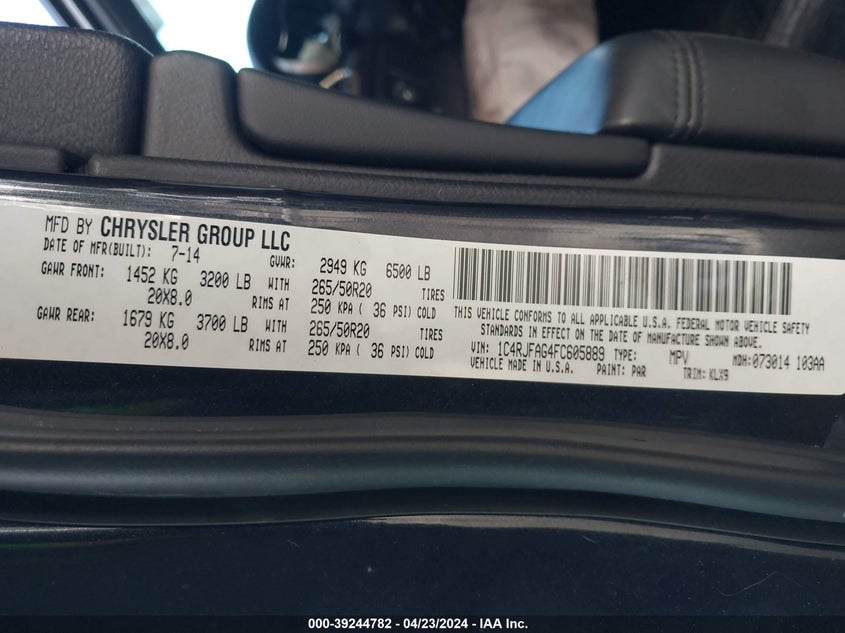 MFD BY CHRYSLER GROUP LLC
DATE OF MFR(BUILT): 7-14 GVWR: 2949 KG 6500 LB
GAWR FRONT: 1452 KG 3200 LB WITH 265/50R20 TIRES
20X8.0 RIMS AT 250 KPA ( 36 PSI) COLD
GAWR REAR: 1679 KG 3700 LB WITH 265/50R20 TIRES
20X8.0 RIMS AT 250 KPA ( 36 PSI) COLD
THIS VEHICLE CONFORMS TO ALL APPLICABLE U.S.A. FEDERAL MOTOR VEHICLE SAFETY
STANDARDS IN EFFECT ON THE DATE OF MANUFACTURE SHOWN ABOVE.
VIN: 1C4RJFAG4FC605889 TYPE: MPV MDH:073014 103AA
VEHICLE MADE IN U.S.A. PAINT: PAR TRIM: KLX9
000-39244782 - 04/23/2024 - IAA Inc.